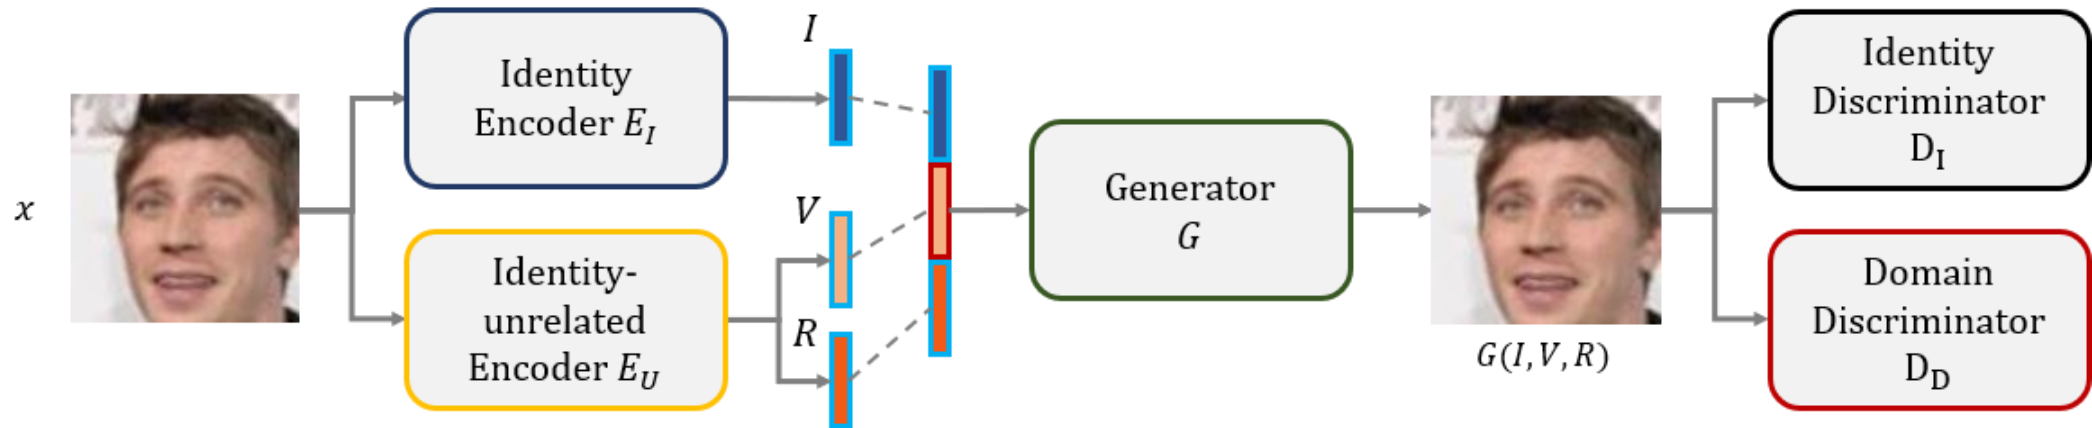 x
Identity
Encoder E_I
Identity-
unrelated
Encoder E_U
I
V
R
Generator
G
G(I, V, R)
Identity
Discriminator
D_I
Domain
Discriminator
D_D